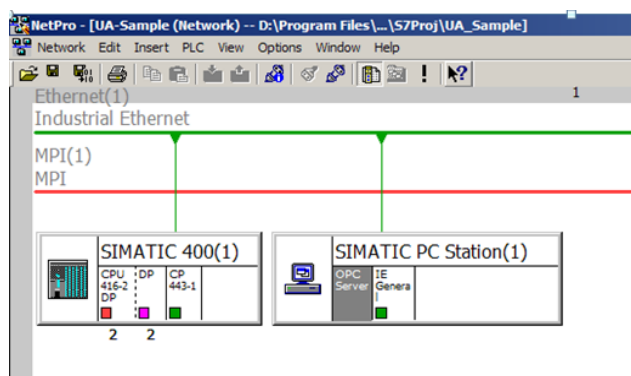 NetPro - [UA-Sample (Network) -- D:\Program Files\...\S7Proj\UA_Sample]
Network Edit Insert PLC View Options Window Help
Ethernet(1)
1
Industrial Ethernet
MPI(1)
MPI
SIMATIC 400(1)
CPU
416-2
DP
DP
CP
443-1
2
2
SIMATIC PC Station(1)
OPC
Server
IE
Genera
l